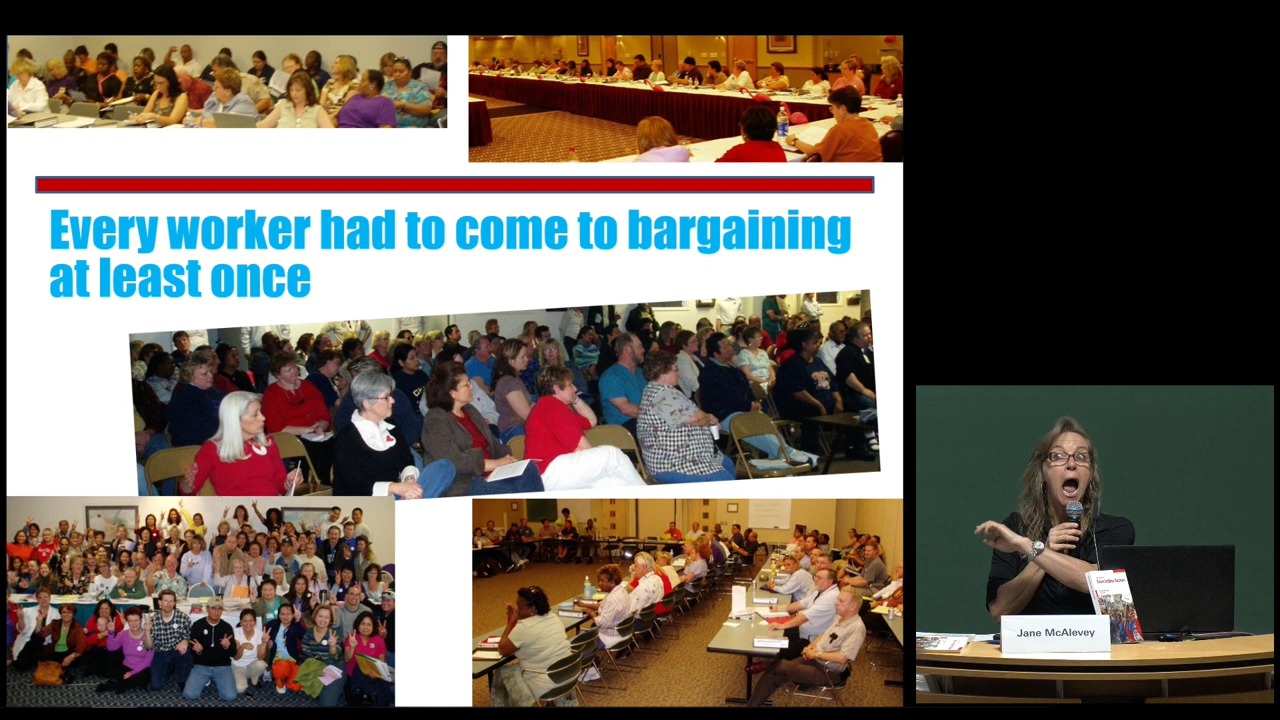 Every worker had to come to bargaining
at least once
Jane McAlevey